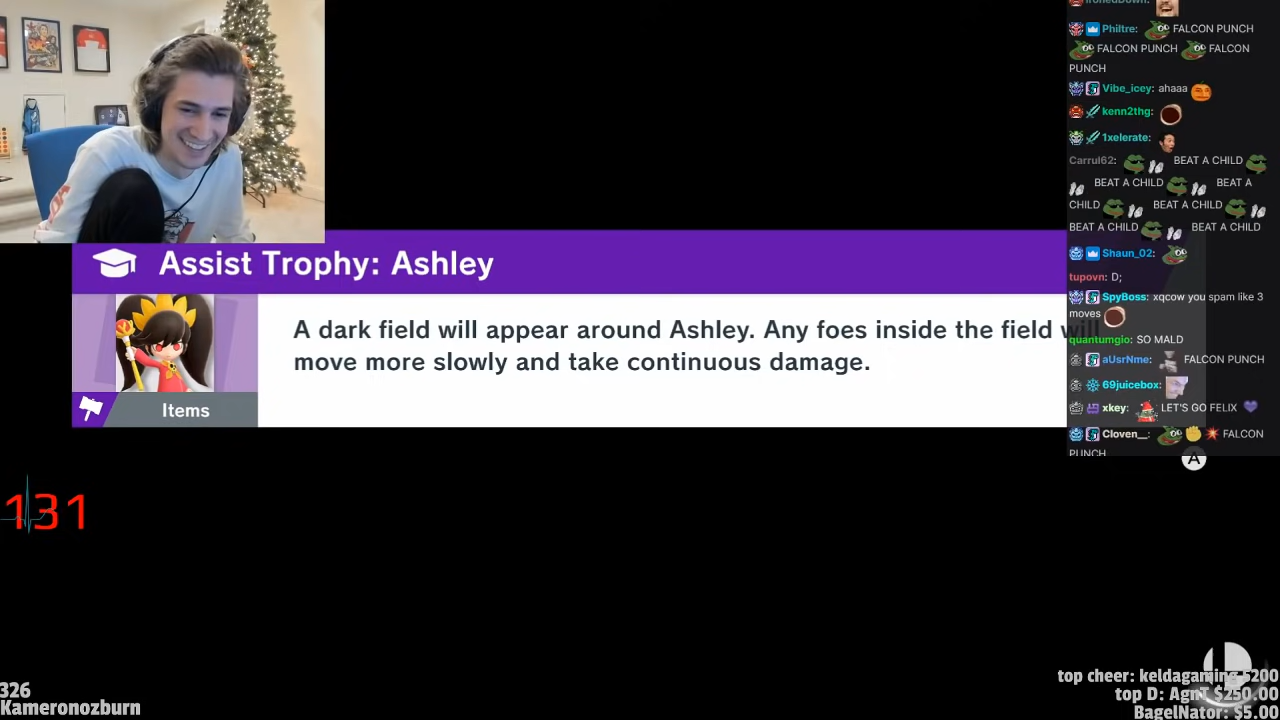 IronedDown:
Philtre: FALCON PUNCH
FALCON PUNCH FALCON
PUNCH
Vibe_icey: ahaaa
kenn2thg:
1xelerate:
Carrul62: BEAT A CHILD
BEAT A CHILD BEAT A
CHILD BEAT A CHILD
BEAT A CHILD BEAT A CHILD
Shaun_02:
tupovn: D;
SpyBoss: xqcow you spam like 3
moves
quantumgio: SO MALD
aUsrNme: FALCON PUNCH
69juicebox:
xkey: LET'S GO FELIX
Cloven__: FALCON
PUNCH
A
Assist Trophy: Ashley
A dark field will appear around Ashley. Any foes inside the field will
move more slowly and take continuous damage.
Items
131
326
Kameronozburn
top cheer: keldagaming 5200
top D: AgnT $250.00
BagelNator: $5.00